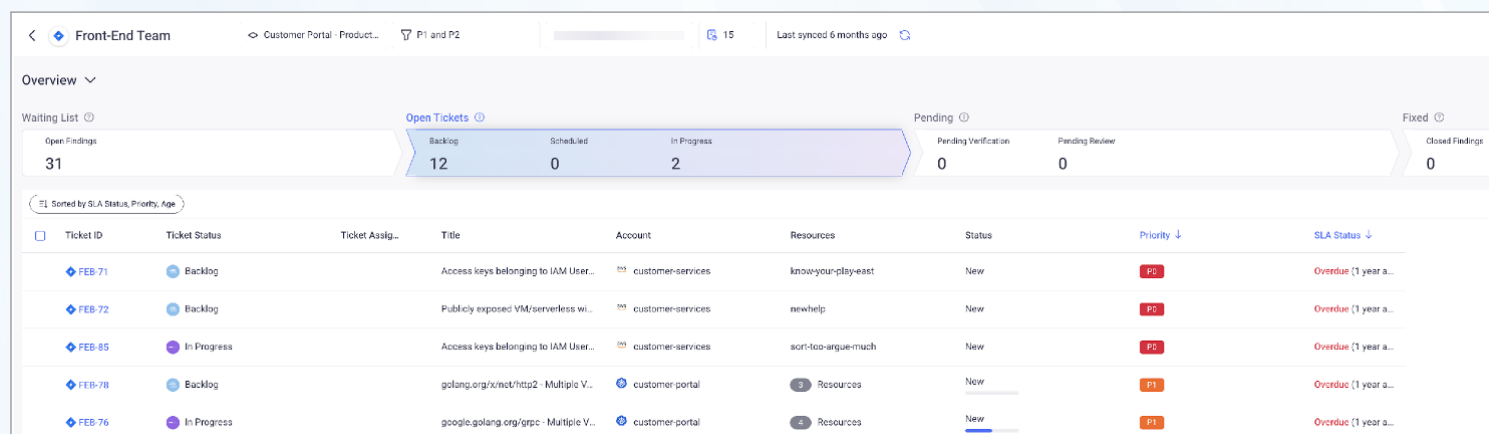 Front-End Team
Customer Portal - Product...
P1 and P2
15
Last synced 6 months ago
Overview
Waiting List
Open Tickets
Pending
Fixed
Open Findings
Backlog
Scheduled
In Progress
Pending Verification
Pending Review
Closed Findings
31
12
0
2
0
0
0
Sorted by SLA Status, Priority, Age
Ticket ID Ticket Status Ticket Assig... Title Account Resources Status Priority SLA Status
FEB-71 Backlog Access keys belonging to IAM User... aws customer-services know-your-play-east New P0 Overdue (1 year a...
FEB-72 Backlog Publicly exposed VM/serverless wi... aws customer-services newhelp New P0 Overdue (1 year a...
FEB-85 In Progress Access keys belonging to IAM User... aws customer-services sort-too-argue-much New P0 Overdue (1 year a...
FEB-78 Backlog golang.org/x/net/http2 - Multiple V... customer-portal 3 Resources New P1 Overdue (1 year a...
FEB-76 In Progress google.golang.org/grpc - Multiple V... customer-portal 4 Resources New P1 Overdue (1 year a...